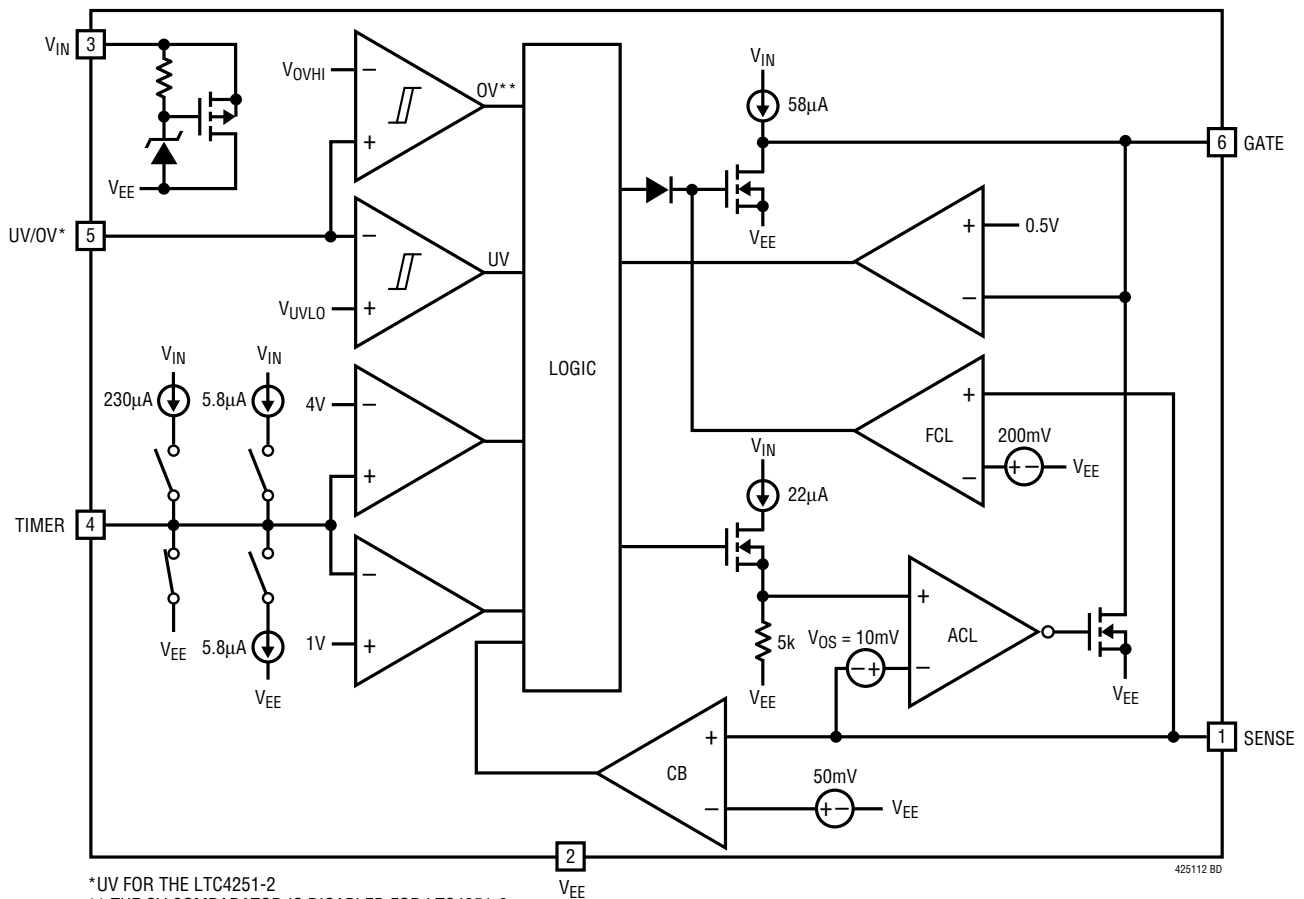 VIN 3
VOVHI
−
+
OV**
VIN
58µA
6 GATE
VEE
UV/OV* 5
−
+
UV
VUVLO
VEE
+
−
0.5V
LOGIC
VIN
VIN
230µA
5.8µA
4V
−
+
FCL
+
−
200mV
+ −
VEE
VIN
22µA
TIMER 4
−
+
1V
VEE
5.8µA
VEE
5k
VEE
VOS = 10mV
− +
ACL
+
−
VEE
1 SENSE
CB
+
−
50mV
+ −
VEE
2
VEE
425112 BD
*UV FOR THE LTC4251-2